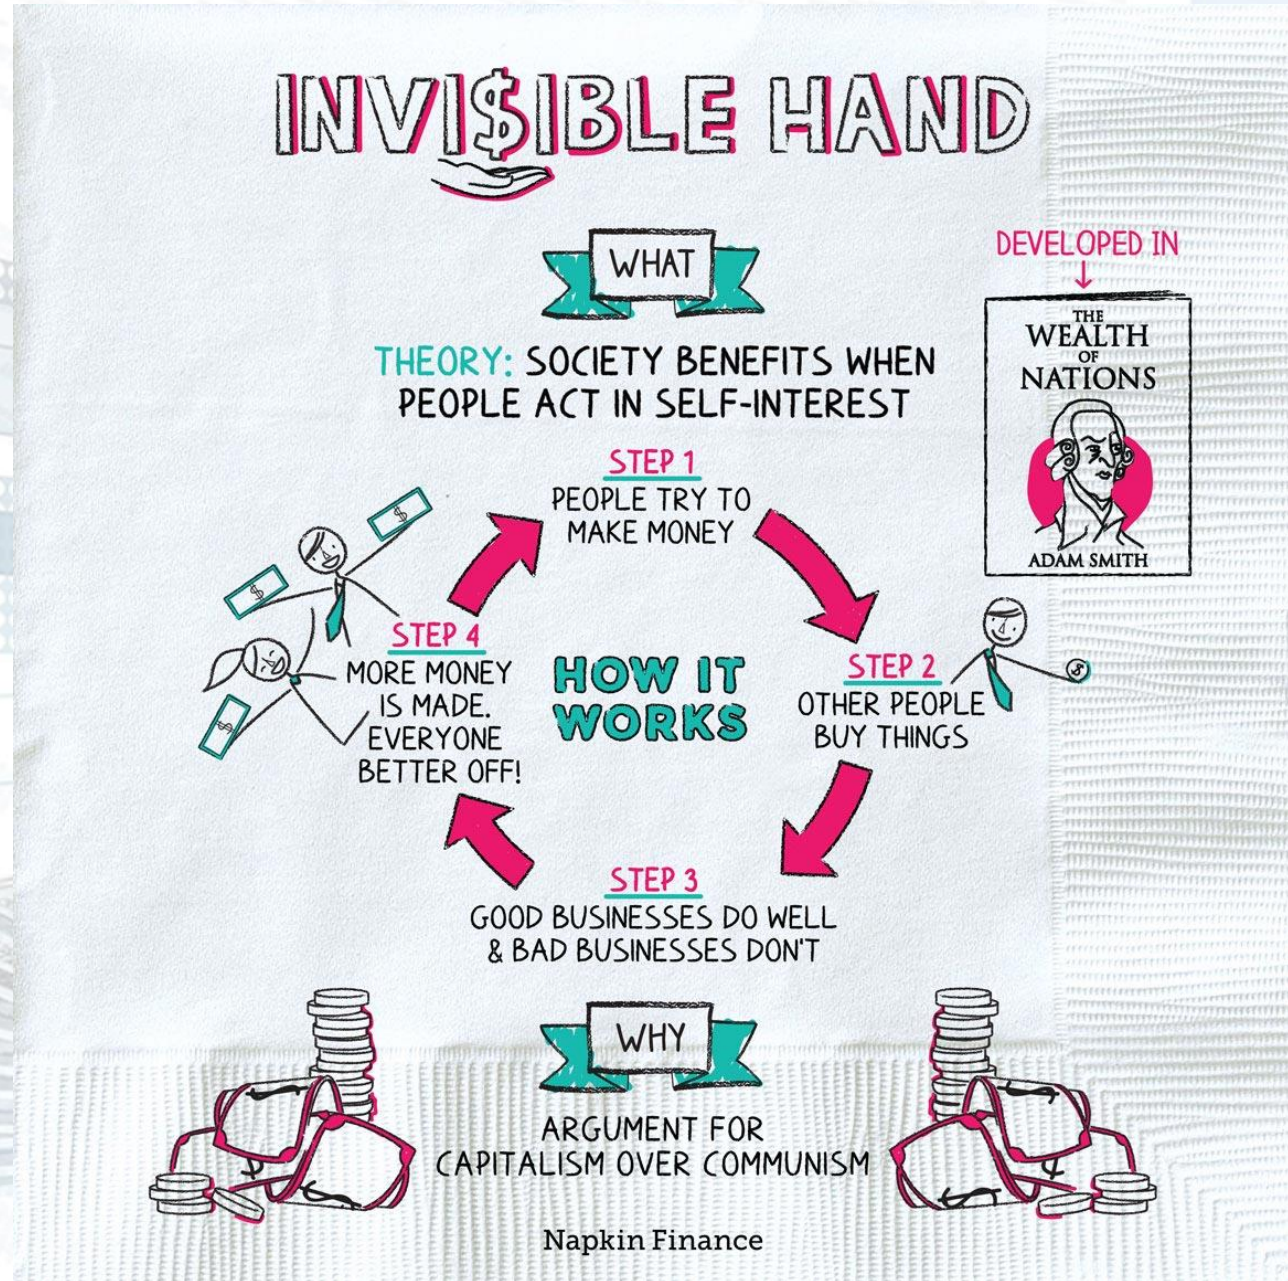 INVI$IBLE HAND
WHAT
DEVELOPED IN
THE
WEALTH
OF
NATIONS
ADAM SMITH
THEORY: SOCIETY BENEFITS WHEN
PEOPLE ACT IN SELF-INTEREST
HOW IT
WORKS
STEP 1
PEOPLE TRY TO
MAKE MONEY
STEP 2
OTHER PEOPLE
BUY THINGS
$
STEP 3
GOOD BUSINESSES DO WELL
& BAD BUSINESSES DON'T
STEP 4
MORE MONEY
IS MADE.
EVERYONE
BETTER OFF!
$
$
$
WHY
ARGUMENT FOR
CAPITALISM OVER COMMUNISM
Napkin Finance